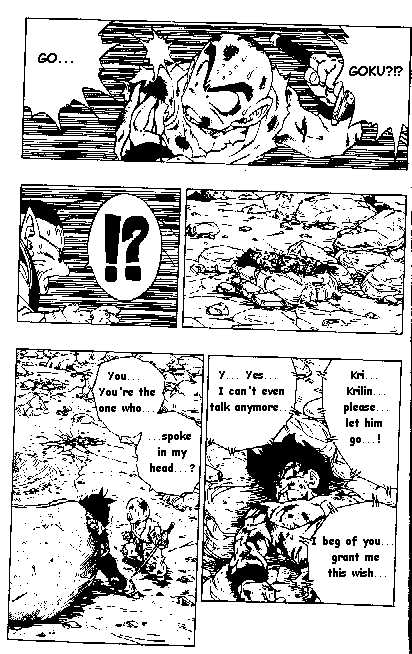 GO...
GOKU?!?
!?
You....
You're the
one who....
....spoke
in my
head....?
Y.... Yes....
I can't even
talk anymore....
Kri....
Krilin....
please....
let him
go....!
I beg of you....
grant me
this wish....